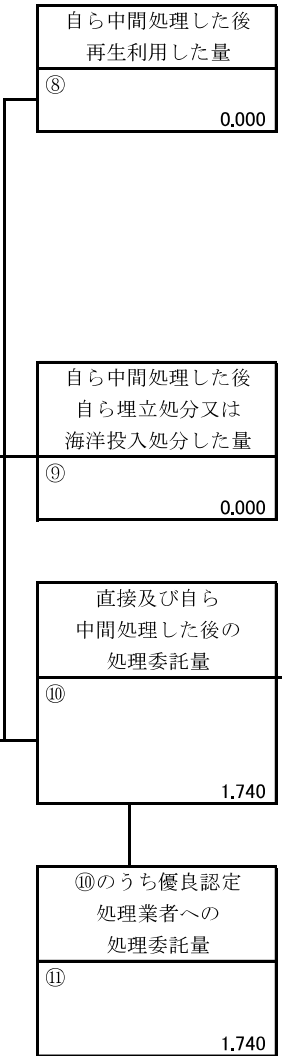 自ら中間処理した後
再生利用した量
⑧
0.000
自ら中間処理した後
自ら埋立処分又は
海洋投入処分した量
⑨
0.000
直接及び自ら
中間処理した後の
処理委託量
⑩
1.740
⑩のうち優良認定
処理業者への
処理委託量
⑪
1.740